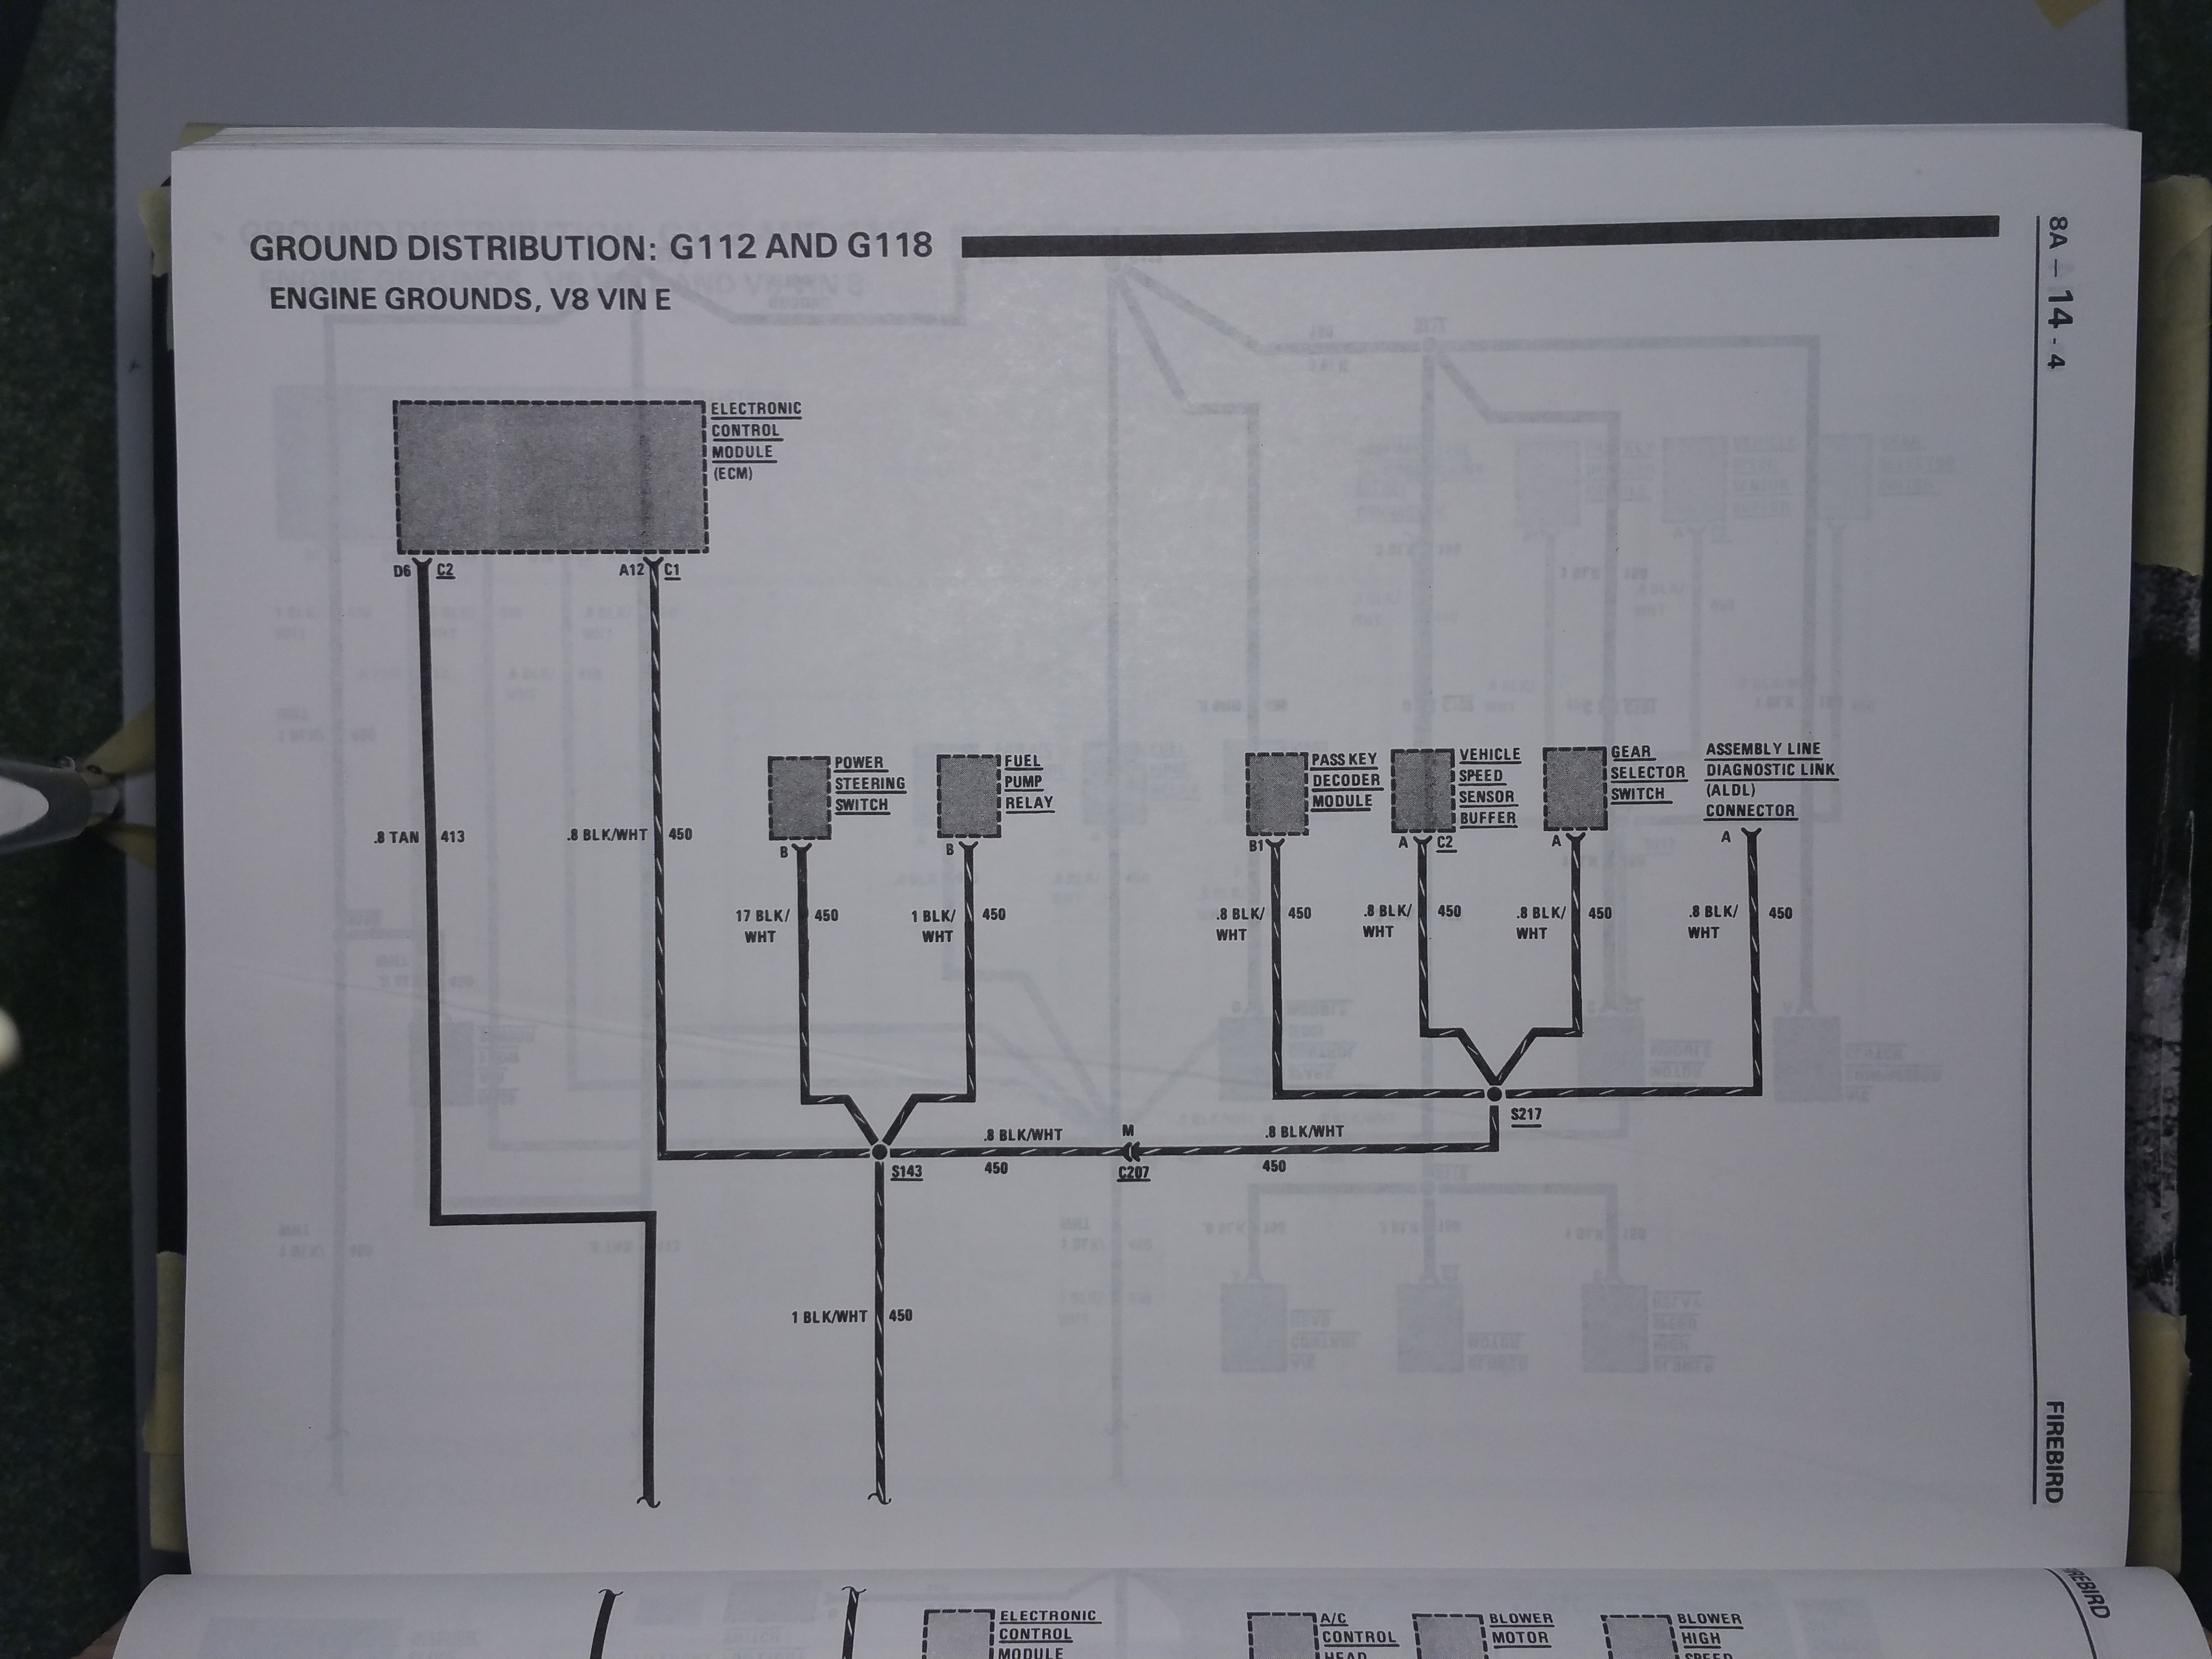 GROUND DISTRIBUTION: G112 AND G118
ENGINE GROUNDS, V8 VIN E
8A — 14 - 4
FIREBIRD
ELECTRONIC
CONTROL
MODULE
(ECM)
D6 C2
A12 C1
.8 TAN 413
.8 BLK/WHT 450
POWER
STEERING
SWITCH
B
17 BLK/
WHT
450
FUEL
PUMP
RELAY
B
1 BLK/
WHT
450
PASS KEY
DECODER
MODULE
B1
.8 BLK/
WHT
450
VEHICLE
SPEED
SENSOR
BUFFER
A C2
.8 BLK/
WHT
450
GEAR
SELECTOR
SWITCH
A
.8 BLK/
WHT
450
ASSEMBLY LINE
DIAGNOSTIC LINK
(ALDL)
CONNECTOR
A
.8 BLK/
WHT
450
S217
S143
.8 BLK/WHT
450
M
C207
.8 BLK/WHT
450
1 BLK/WHT 450
ELECTRONIC
CONTROL
MODULE
A/C
CONTROL
HEAD
BLOWER
MOTOR
BLOWER
HIGH
SPEED